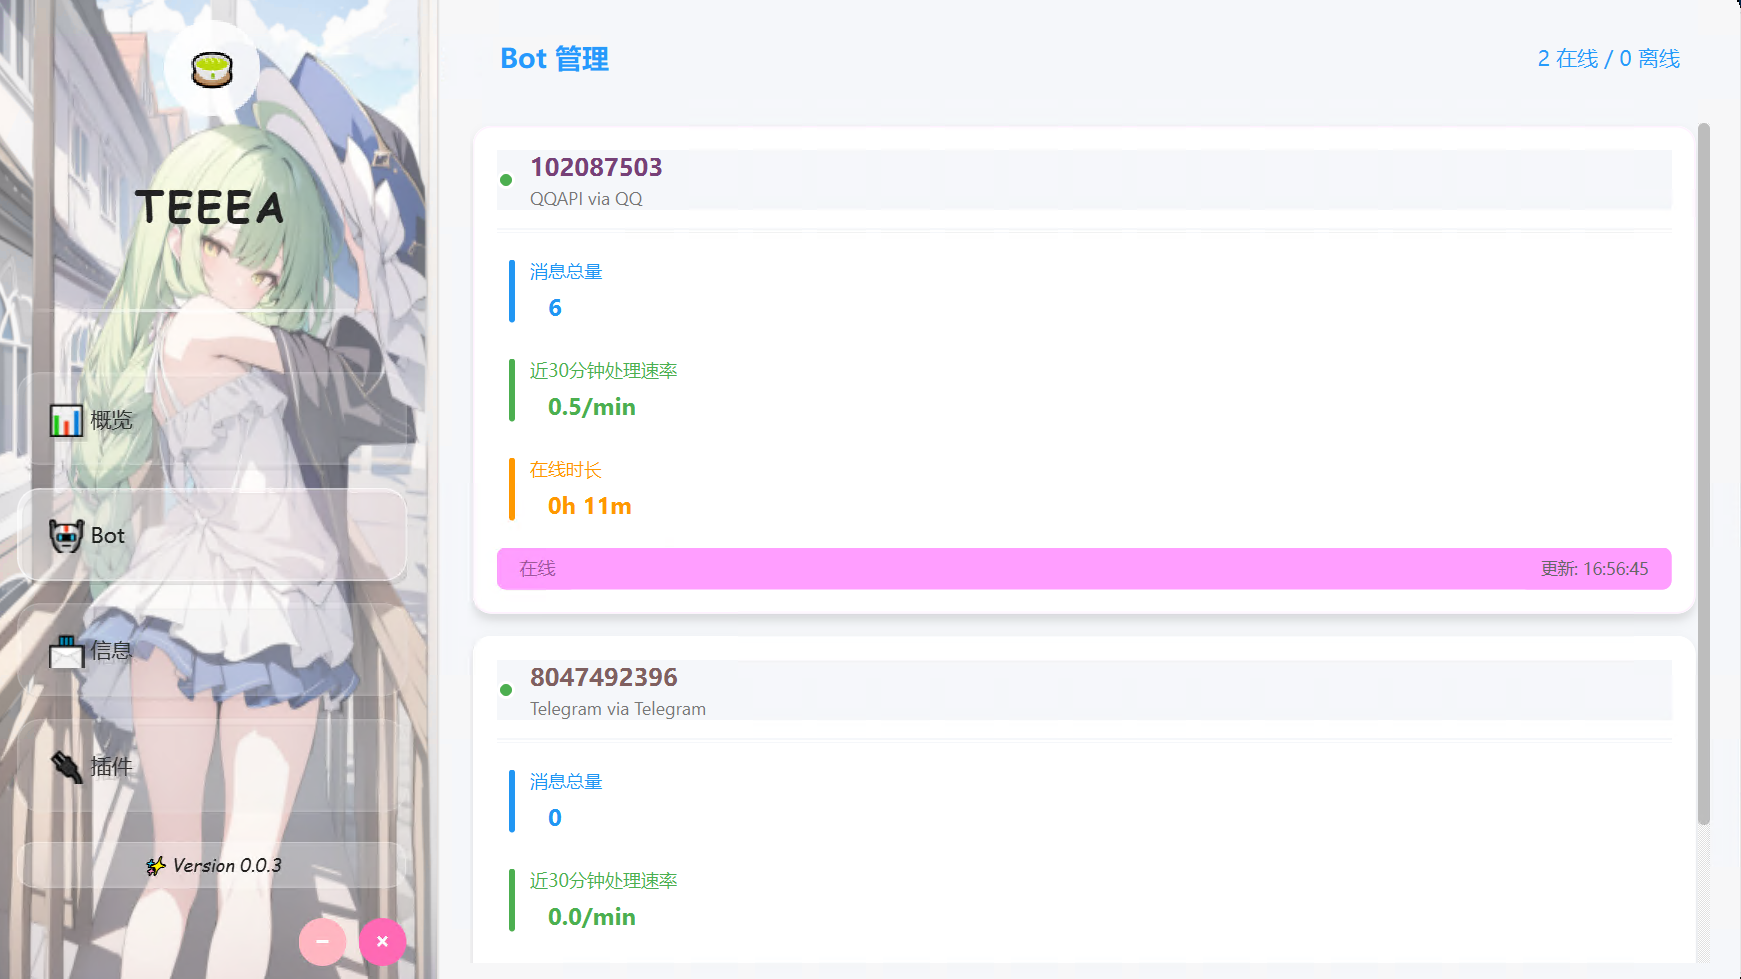 TEEEA
概览
Bot
信息
插件
Version 0.0.3
Bot 管理
2 在线 / 0 离线
102087503
QQAPI via QQ
消息总量
6
近30分钟处理速率
0.5/min
在线时长
0h 11m
在线
更新: 16:56:45
8047492396
Telegram via Telegram
消息总量
0
近30分钟处理速率
0.0/min